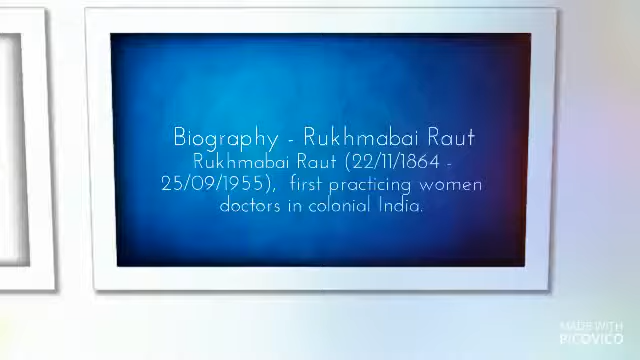 Biography - Rukhmabai Raut
Rukhmabai Raut (22/11/1864 -
25/09/1955), first practicing women
doctors in colonial India.
MADE WITH
PICOVICO